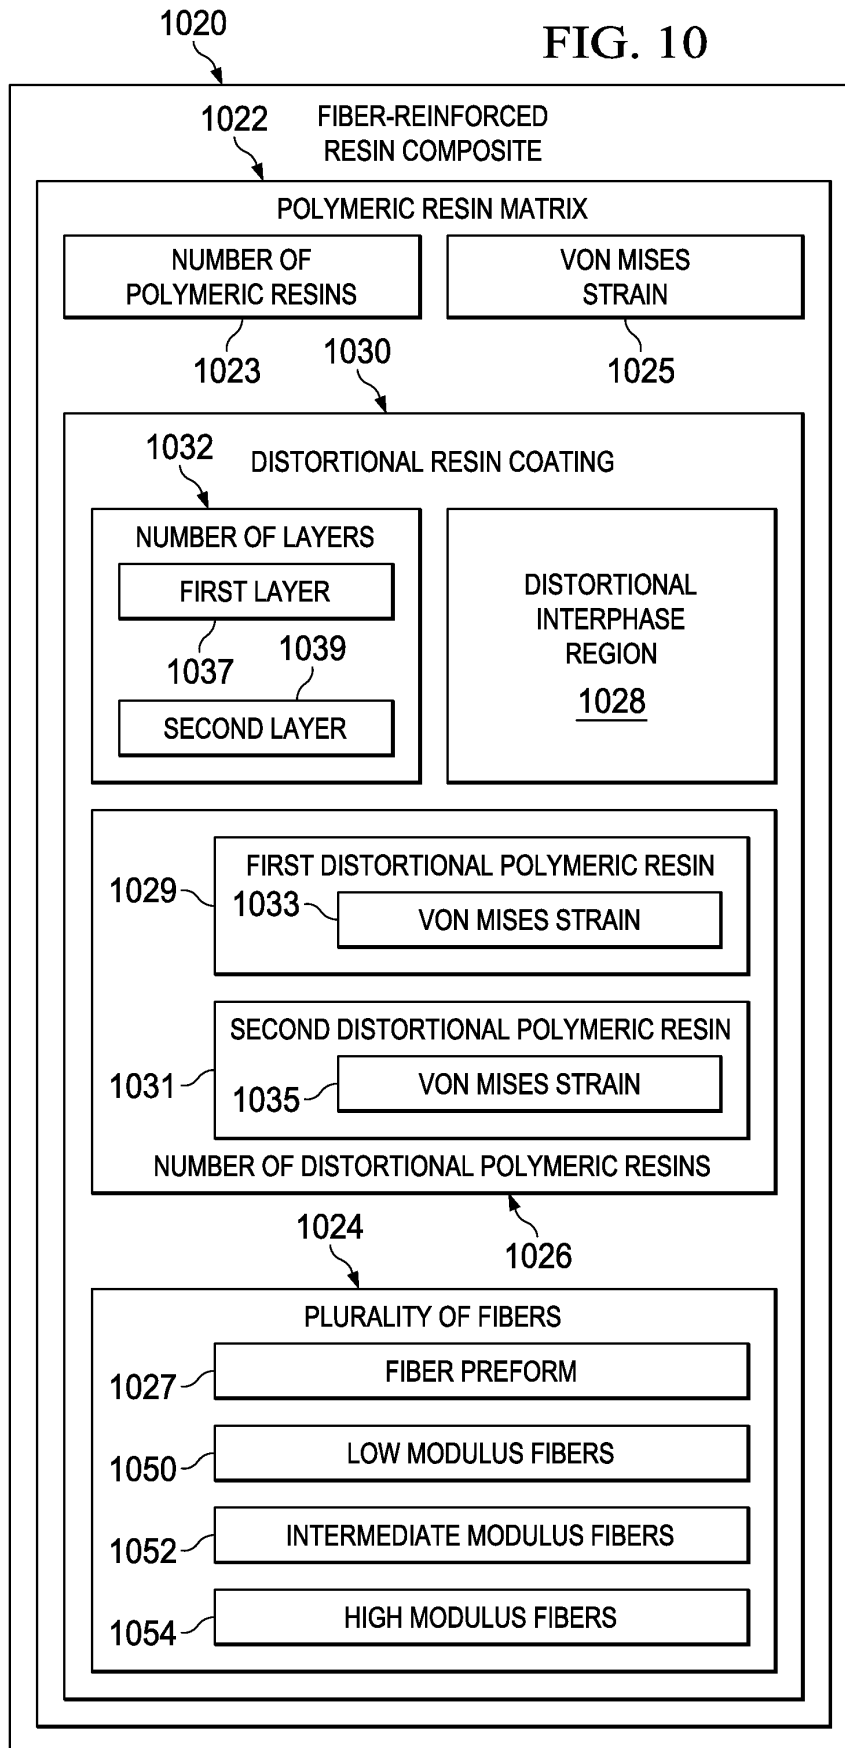 1020
FIG. 10
1022
FIBER-REINFORCED
RESIN COMPOSITE
POLYMERIC RESIN MATRIX
NUMBER OF
POLYMERIC RESINS
VON MISES
STRAIN
1023
1030
1025
1032
DISTORTIONAL RESIN COATING
NUMBER OF LAYERS
FIRST LAYER
1037
1039
SECOND LAYER
DISTORTIONAL
INTERPHASE
REGION
1028
FIRST DISTORTIONAL POLYMERIC RESIN
1029
1033
VON MISES STRAIN
SECOND DISTORTIONAL POLYMERIC RESIN
1031
1035
VON MISES STRAIN
NUMBER OF DISTORTIONAL POLYMERIC RESINS
1024
1026
PLURALITY OF FIBERS
1027
FIBER PREFORM
1050
LOW MODULUS FIBERS
1052
INTERMEDIATE MODULUS FIBERS
1054
HIGH MODULUS FIBERS